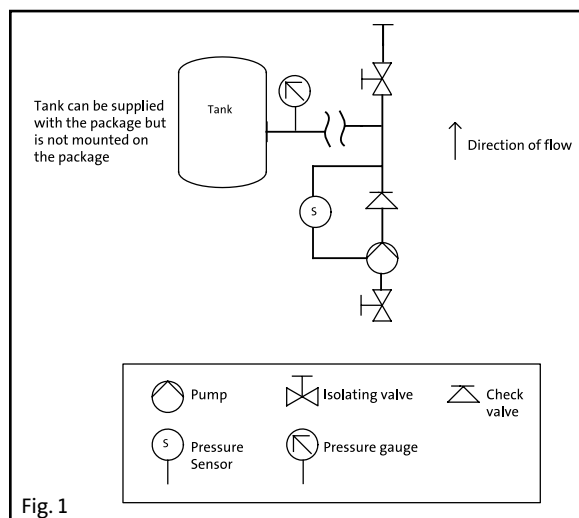 Tank can be supplied
with the package but
is not mounted on
the package
Tank
Direction of flow
S
Pump
Isolating valve
Check
valve
S
Pressure
Sensor
Pressure gauge
Fig. 1